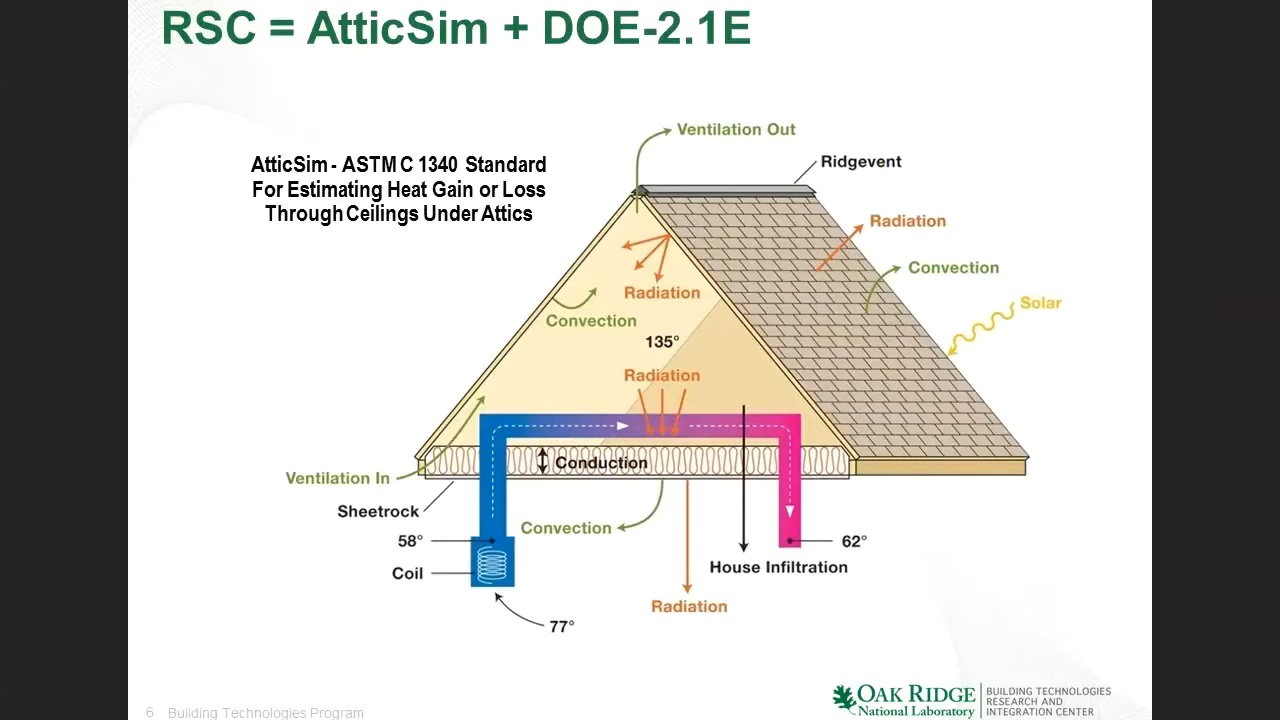 RSC = AtticSim + DOE-2.1E
Ventilation Out
AtticSim - ASTM C 1340 Standard
For Estimating Heat Gain or Loss
Through Ceilings Under Attics
Ridgevent
Radiation
Convection
Radiation
Solar
Convection
135°
Radiation
Conduction
Ventilation In
Sheetrock
Convection
58°
62°
House Infiltration
Coil
Radiation
77°
OAK RIDGE
National Laboratory
BUILDING TECHNOLOGIES
RESEARCH AND
INTEGRATION CENTER
6 Building Technologies Program